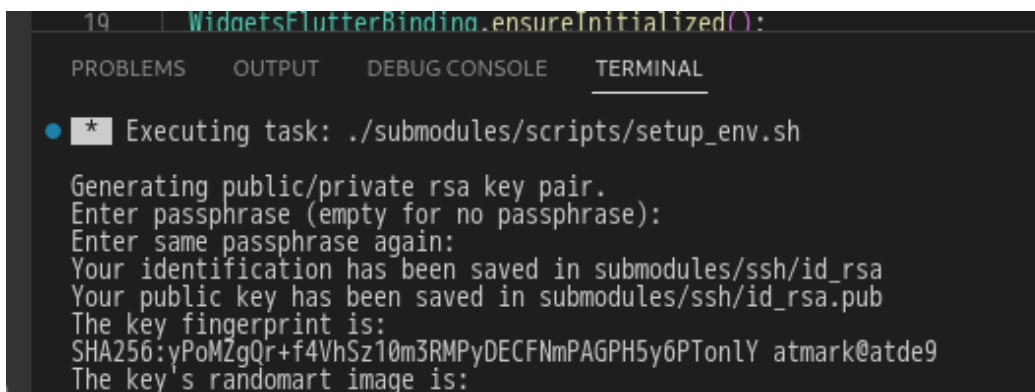 19 WidgetsFlutterBinding.ensureInitialized();
PROBLEMS OUTPUT DEBUG CONSOLE TERMINAL
* Executing task: ./submodules/scripts/setup_env.sh
Generating public/private rsa key pair.
Enter passphrase (empty for no passphrase):
Enter same passphrase again:
Your identification has been saved in submodules/ssh/id_rsa
Your public key has been saved in submodules/ssh/id_rsa.pub
The key fingerprint is:
SHA256:yPoMZgQr+f4VhSz10m3RMPyDECFNmPAGPH5y6PTonlY atmark@atde9
The key's randomart image is: